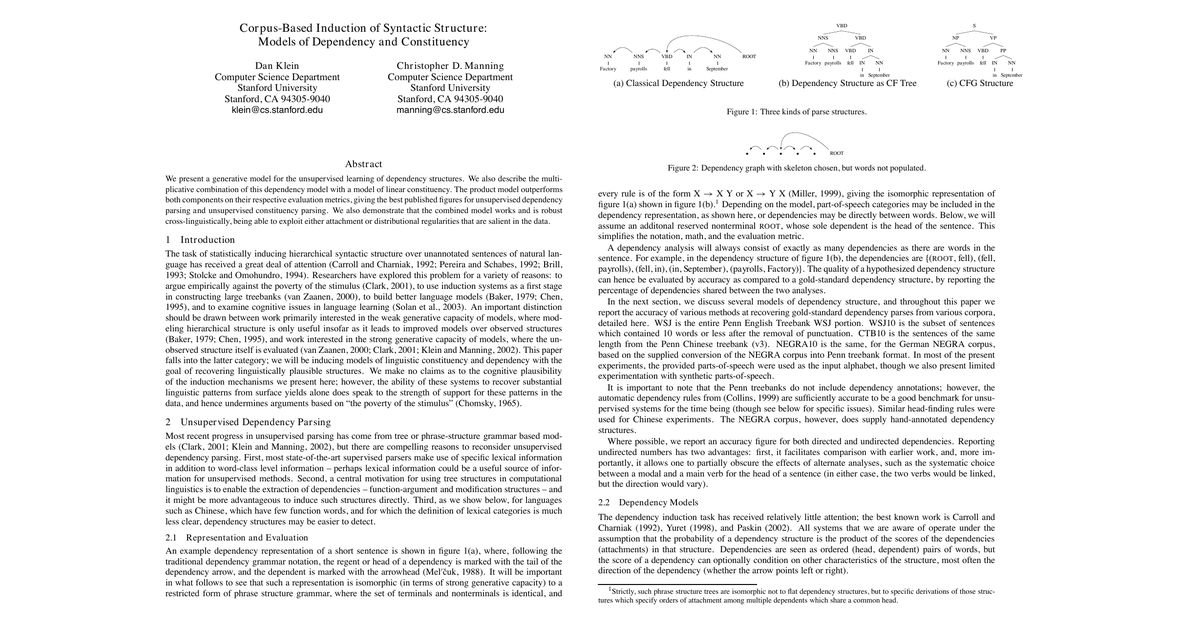 Corpus-Based Induction of Syntactic Structure:
Models of Dependency and Constituency
Dan Klein
Computer Science Department
Stanford University
Stanford, CA 94305-9040
klein@cs.stanford.edu
Christopher D. Manning
Computer Science Department
Stanford University
Stanford, CA 94305-9040
manning@cs.stanford.edu
Abstract
We present a generative model for the unsupervised learning of dependency structures. We also describe the multi-
plicative combination of this dependency model with a model of linear constituency. The product model outperforms
both components on their respective evaluation metrics, giving the best published figures for unsupervised dependency
parsing and unsupervised constituency parsing. We also demonstrate that the combined model works and is robust
cross-linguistically, being able to exploit either attachment or distributional regularities that are salient in the data.
1 Introduction
The task of statistically inducing hierarchical syntactic structure over unannotated sentences of natural lan-
guage has received a great deal of attention (Carroll and Charniak, 1992; Pereira and Schabes, 1992; Brill,
1993; Stolcke and Omohundro, 1994). Researchers have explored this problem for a variety of reasons: to
argue empirically against the poverty of the stimulus (Clark, 2001), to use induction systems as a first stage
in constructing large treebanks (van Zaanen, 2000), to build better language models (Baker, 1979; Chen,
1995), and to examine cognitive issues in language learning (Solan et al., 2003). An important distinction
should be drawn between work primarily interested in the weak generative capacity of models, where mod-
eling hierarchical structure is only useful insofar as it leads to improved models over observed structures
(Baker, 1979; Chen, 1995), and work interested in the strong generative capacity of models, where the un-
observed structure itself is evaluated (van Zaanen, 2000; Clark, 2001; Klein and Manning, 2002). This paper
falls into the latter category; we will be inducing models of linguistic constituency and dependency with the
goal of recovering linguistically plausible structures. We make no claims as to the cognitive plausibility
of the induction mechanisms we present here; however, the ability of these systems to recover substantial
linguistic patterns from surface yields alone does speak to the strength of support for these patterns in the
data, and hence undermines arguments based on “the poverty of the stimulus” (Chomsky, 1965).
2 Unsupervised Dependency Parsing
Most recent progress in unsupervised parsing has come from tree or phrase-structure grammar based mod-
els (Clark, 2001; Klein and Manning, 2002), but there are compelling reasons to reconsider unsupervised
dependency parsing. First, most state-of-the-art supervised parsers make use of specific lexical information
in addition to word-class level information – perhaps lexical information could be a useful source of infor-
mation for unsupervised methods. Second, a central motivation for using tree structures in computational
linguistics is to enable the extraction of dependencies – function-argument and modification structures – and
it might be more advantageous to induce such structures directly. Third, as we show below, for languages
such as Chinese, which have few function words, and for which the definition of lexical categories is much
less clear, dependency structures may be easier to detect.
2.1 Representation and Evaluation
An example dependency representation of a short sentence is shown in figure 1(a), where, following the
traditional dependency grammar notation, the regent or head of a dependency is marked with the tail of the
dependency arrow, and the dependent is marked with the arrowhead (Mel′čuk, 1988). It will be important
in what follows to see that such a representation is isomorphic (in terms of strong generative capacity) to a
restricted form of phrase structure grammar, where the set of terminals and nonterminals is identical, and
NN NNS VBD IN NN ROOT
Factory payrolls fell in September
(a) Classical Dependency Structure
VBD
NNS VBD
NN NNS VBD IN
Factory payrolls fell IN NN
in September
(b) Dependency Structure as CF Tree
S
NP VP
NN NNS VBD PP
Factory payrolls fell IN NN
in September
(c) CFG Structure
Figure 1: Three kinds of parse structures.
ROOT
Figure 2: Dependency graph with skeleton chosen, but words not populated.
every rule is of the form X → X Y or X → Y X (Miller, 1999), giving the isomorphic representation of
figure 1(a) shown in figure 1(b).1 Depending on the model, part-of-speech categories may be included in
the dependency representation, as shown here, or dependencies may be directly between words. Below, we will
assume an additonal reserved nonterminal ROOT, whose sole dependent is the head of the sentence. This
simplifies the notation, math, and the evaluation metric.
A dependency analysis will always consist of exactly as many dependencies as there are words in the
sentence. For example, in the dependency structure of figure 1(b), the dependencies are {(ROOT, fell), (fell,
payrolls), (fell, in), (in, September), (payrolls, Factory)}. The quality of a hypothesized dependency structure
can hence be evaluated by accuracy as compared to a gold-standard dependency structure, by reporting the
percentage of dependencies shared between the two analyses.
In the next section, we discuss several models of dependency structure, and throughout this paper we
report the accuracy of various methods at recovering gold-standard dependency parses from various corpora,
detailed here. WSJ is the entire Penn English Treebank WSJ portion. WSJ10 is the subset of sentences
which contained 10 words or less after the removal of punctuation. CTB10 is the sentences of the same
length from the Penn Chinese treebank (v3). NEGRA10 is the same, for the German NEGRA corpus,
based on the supplied conversion of the NEGRA corpus into Penn treebank format. In most of the present
experiments, the provided parts-of-speech were used as the input alphabet, though we also present limited
experimentation with synthetic parts-of-speech.
It is important to note that the Penn treebanks do not include dependency annotations; however, the
automatic dependency rules from (Collins, 1999) are sufficiently accurate to be a good benchmark for unsu-
pervised systems for the time being (though see below for specific issues). Similar head-finding rules were
used for Chinese experiments. The NEGRA corpus, however, does supply hand-annotated dependency
structures.
Where possible, we report an accuracy figure for both directed and undirected dependencies. Reporting
undirected numbers has two advantages: first, it facilitates comparison with earlier work, and, more im-
portantly, it allows one to partially obscure the effects of alternate analyses, such as the systematic choice
between a modal and a main verb for the head of a sentence (in either case, the two verbs would be linked,
but the direction would vary).
2.2 Dependency Models
The dependency induction task has received relatively little attention; the best known work is Carroll and
Charniak (1992), Yuret (1998), and Paskin (2002). All systems that we are aware of operate under the
assumption that the probability of a dependency structure is the product of the scores of the dependencies
(attachments) in that structure. Dependencies are seen as ordered (head, dependent) pairs of words, but
the score of a dependency can optionally condition on other characteristics of the structure, most often the
direction of the dependency (whether the arrow points left or right).
1Strictly, such phrase structure trees are isomorphic not to flat dependency structures, but to specific derivations of those struc-
tures which specify orders of attachment among multiple dependents which share a common head.